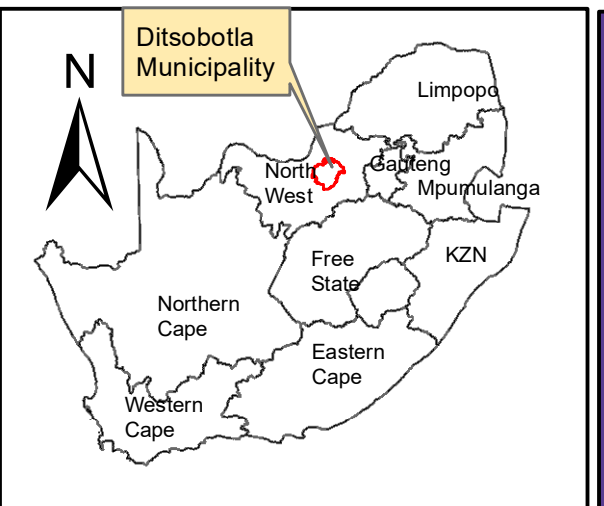 Ditsobotla
Municipality
N
Limpopo
North
West
Gauteng
Mpumulanga
Free
State
KZN
Northern
Cape
Eastern
Cape
Western
Cape